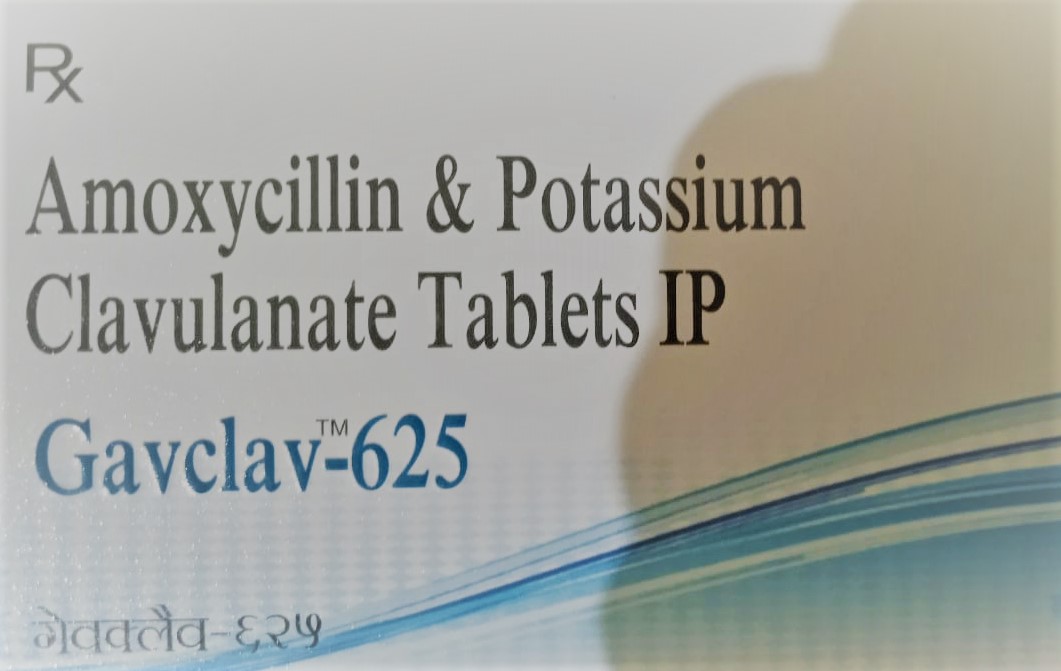 Rx
Amoxycillin & Potassium
Clavulanate Tablets IP
Gavclav™-625
गेवक्लैव-६२५